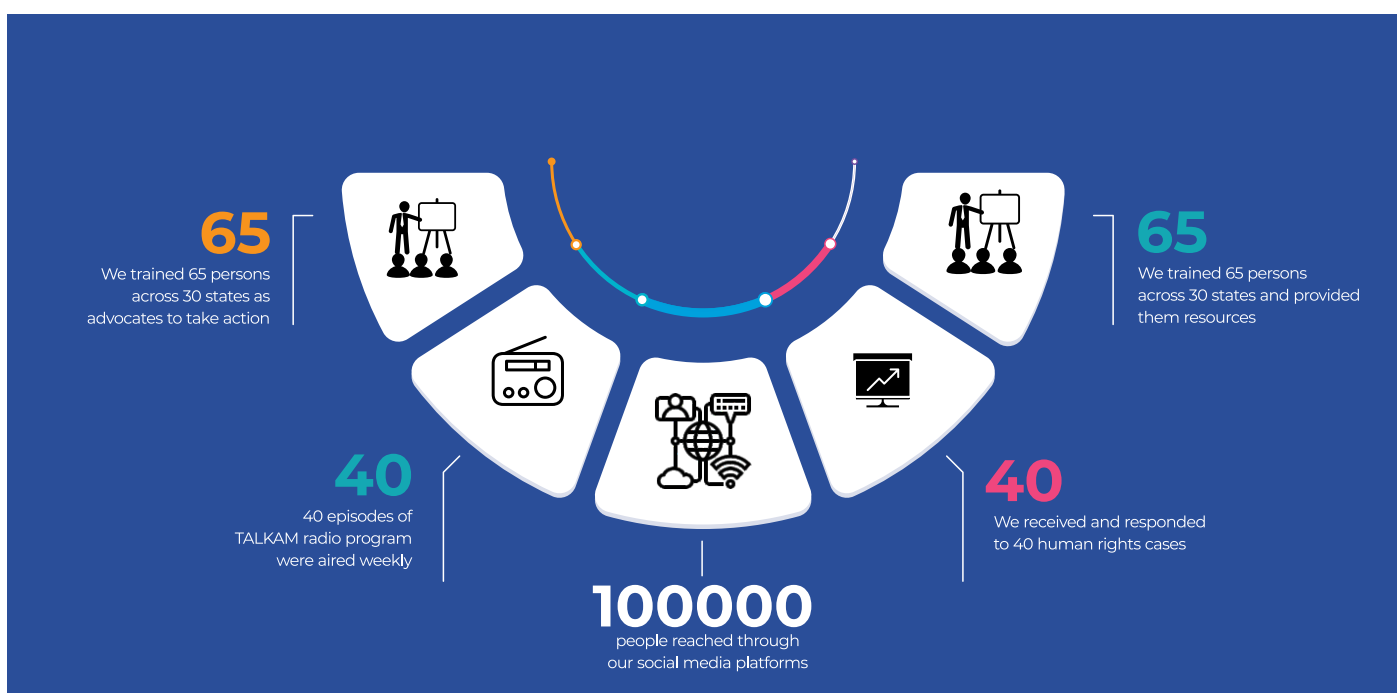 65
We trained 65 persons
across 30 states as
advocates to take action
40
40 episodes of
TALKAM radio program
were aired weekly
100000
people reached through
our social media platforms
40
We received and responded
to 40 human rights cases
65
We trained 65 persons
across 30 states and provided
them resources